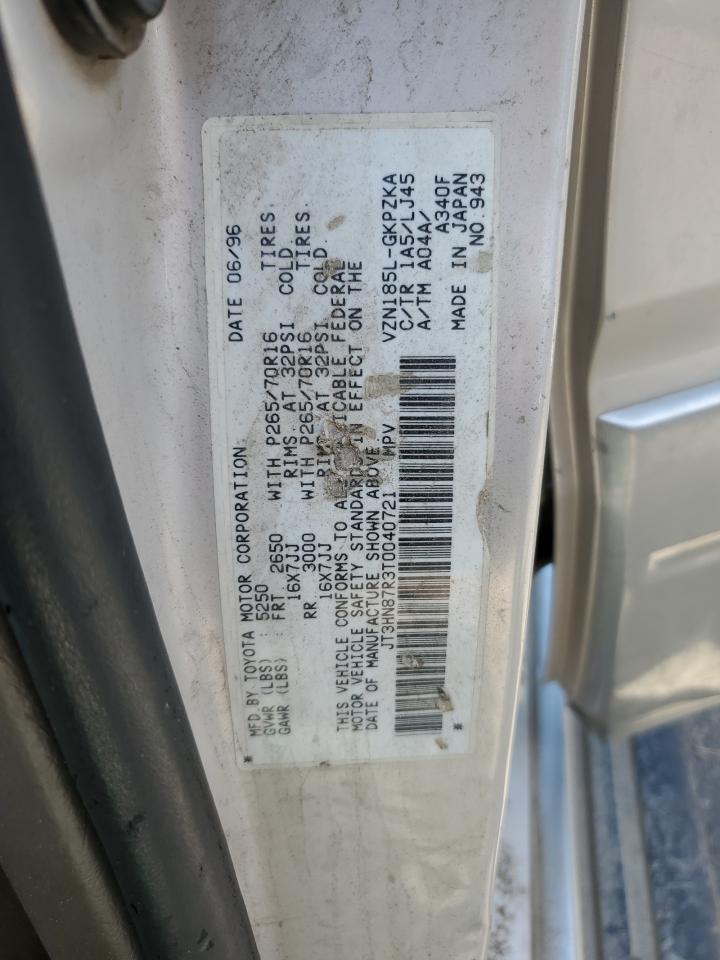 MFD.BY TOYOTA MOTOR CORPORATION DATE 06/96
GVWR (LBS) : 5250
GAWR (LBS) : FRT. 2650 WITH P265/70R16 TIRES.
16X7JJ RIMS. AT 32PSI COLD.
RR. 3000 WITH P265/70R16 TIRES.
16X7JJ AT 32PSI COLD.
THIS VEHICLE CONFORMS TO FEDERAL
MOTOR VEHICLE SAFETY STANDARDS IN EFFECT ON THE
DATE OF MANUFACTURE SHOWN ABOVE
JT3HN87R3T0040721 MPV
VZN185L-GKPZKA
C/TR 1A5/LJ45
A/TM A04A/
A340F
MADE IN JAPAN
NO.943